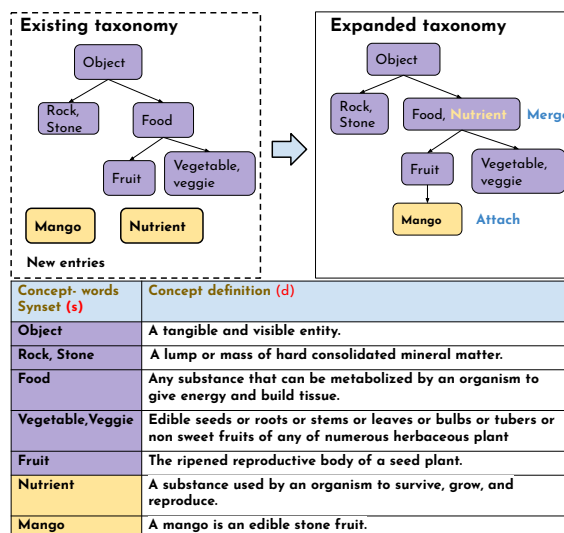 Existing taxonomy
Object
Rock,
Stone
Food
Fruit
Vegetable,
veggie
Mango
Nutrient
New entries
Expanded taxonomy
Object
Rock,
Stone
Food, Nutrient
Merge
Fruit
Vegetable,
veggie
Mango
Attach
Concept- words
Synset (s)
Concept definition (d)
Object
A tangible and visible entity.
Rock, Stone
A lump or mass of hard consolidated mineral matter.
Food
Any substance that can be metabolized by an organism to
give energy and build tissue.
Vegetable,Veggie
Edible seeds or roots or stems or leaves or bulbs or tubers or
non sweet fruits of any of numerous herbaceous plant
Fruit
The ripened reproductive body of a seed plant.
Nutrient
A substance used by an organism to survive, grow, and
reproduce.
Mango
A mango is an edible stone fruit.